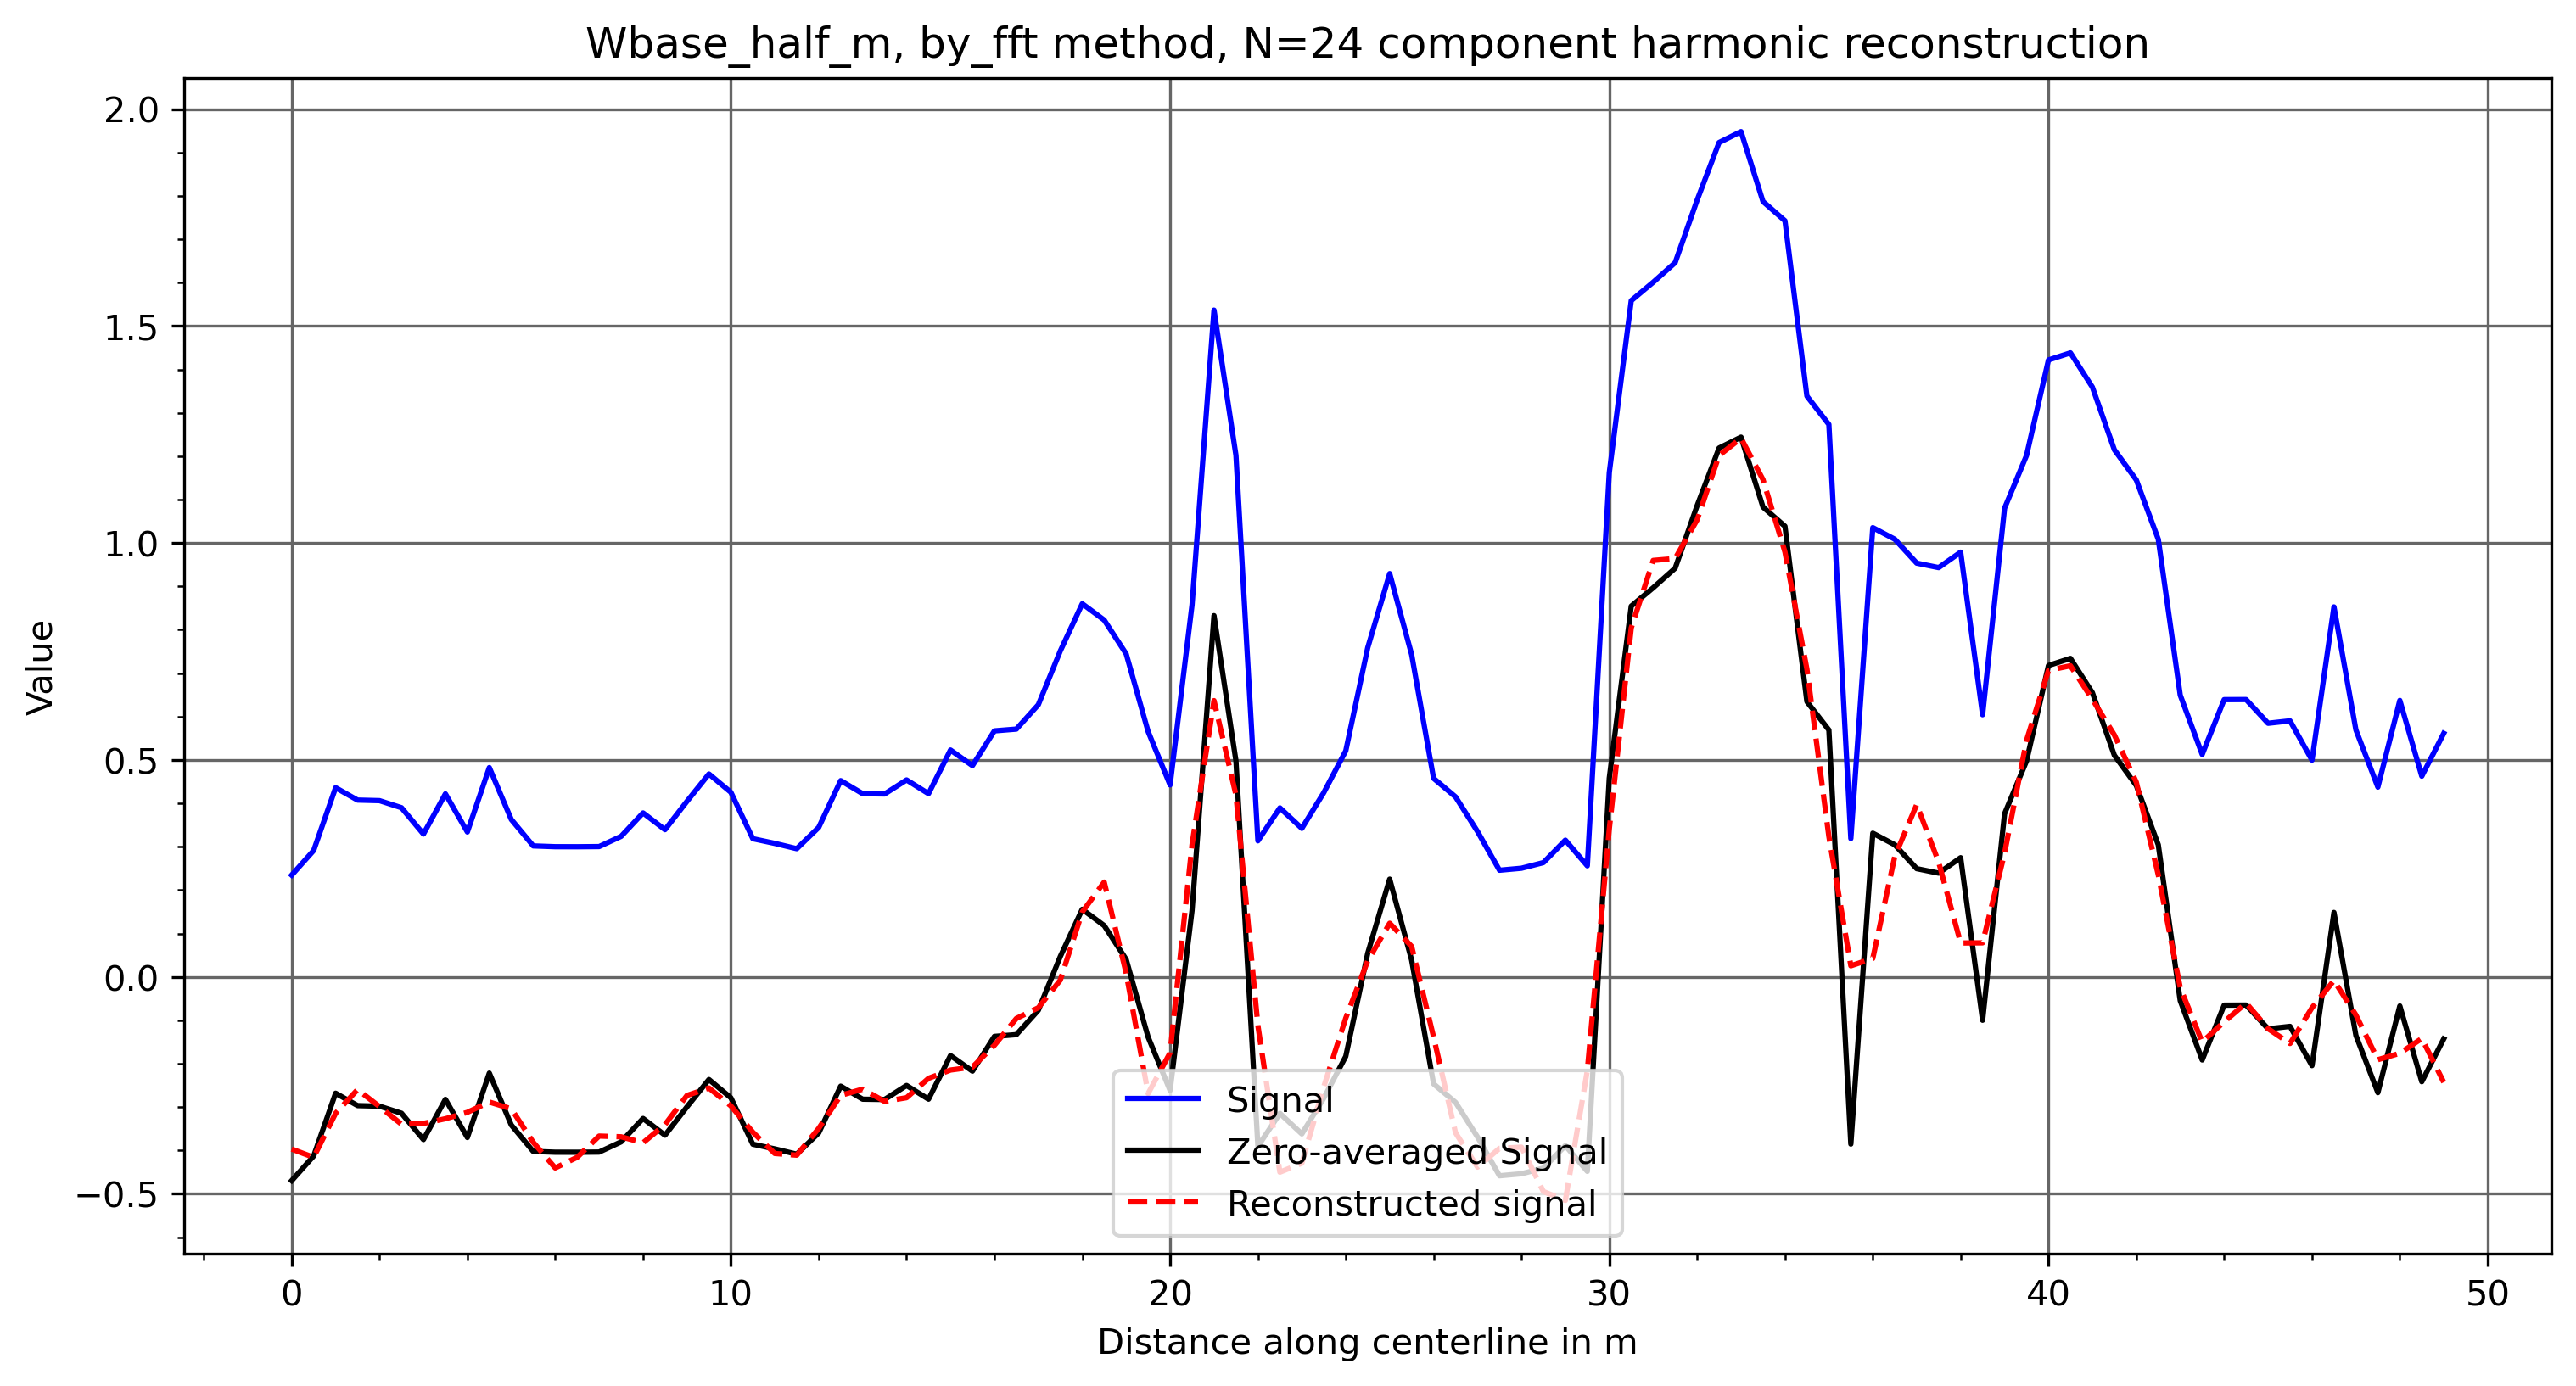 Wbase_half_m, by_fft method, N=24 component harmonic reconstruction
2.0
1.5
1.0
0.5
0.0
−0.5
Value
Signal
Zero-averaged Signal
Reconstructed signal
0 10 20 30 40 50
Distance along centerline in m